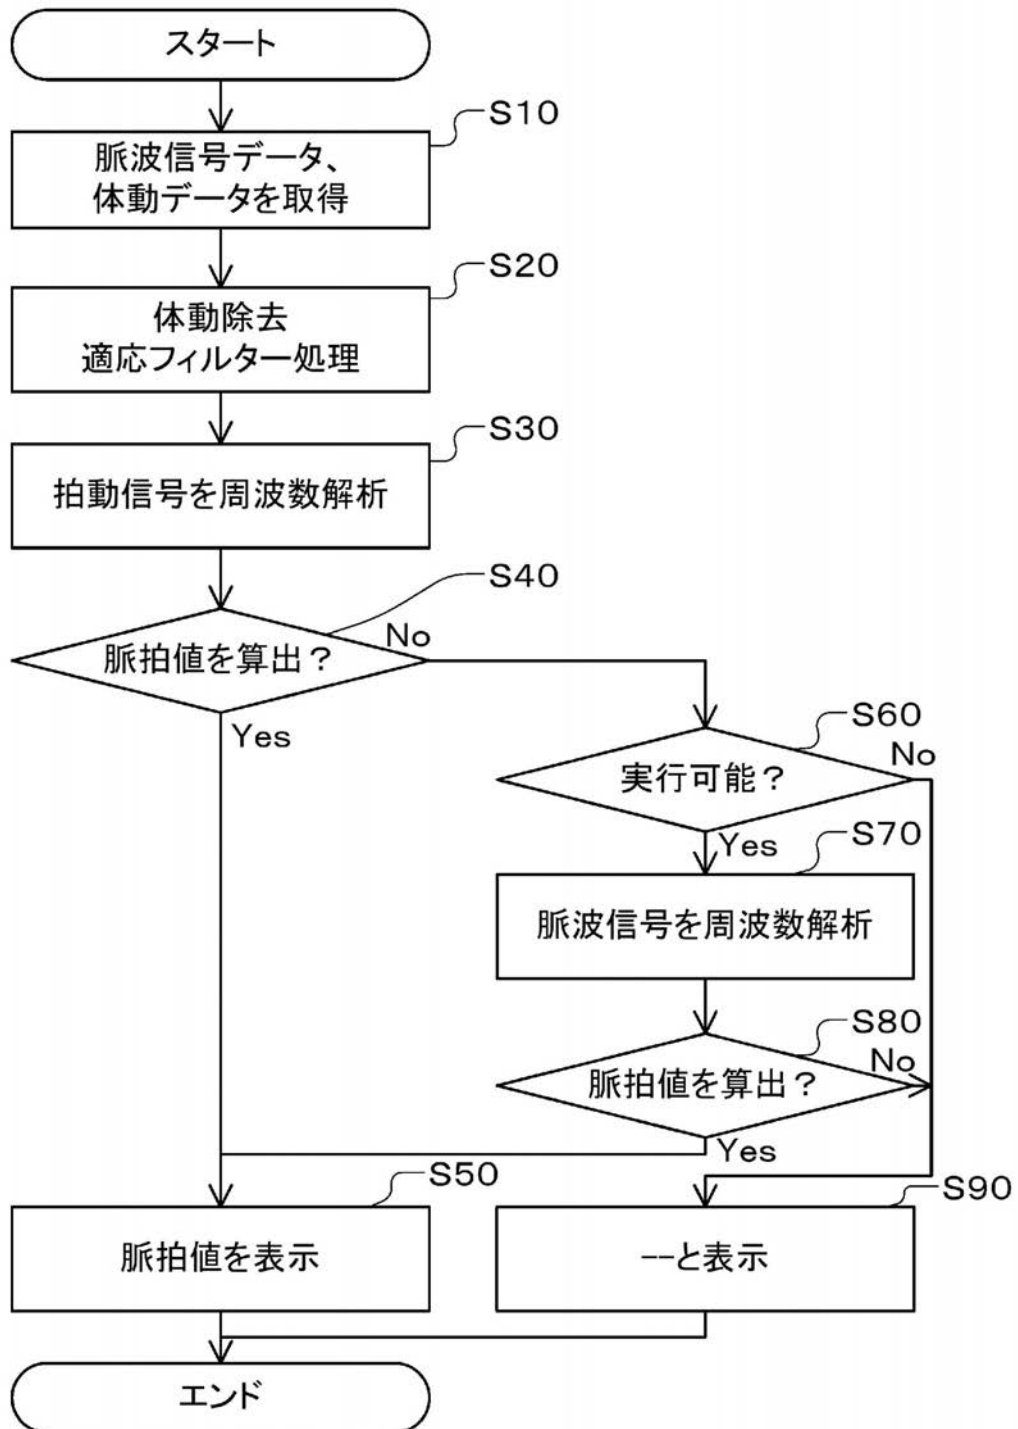 スタート
S10
脈波信号データ、
体動データを取得
S20
体動除去
適応フィルター処理
S30
拍動信号を周波数解析
S40
脈拍値を算出？
No
Yes
S60
実行可能？
No
Yes
S70
脈波信号を周波数解析
S80
脈拍値を算出？
No
Yes
S50
脈拍値を表示
S90
--と表示
エンド